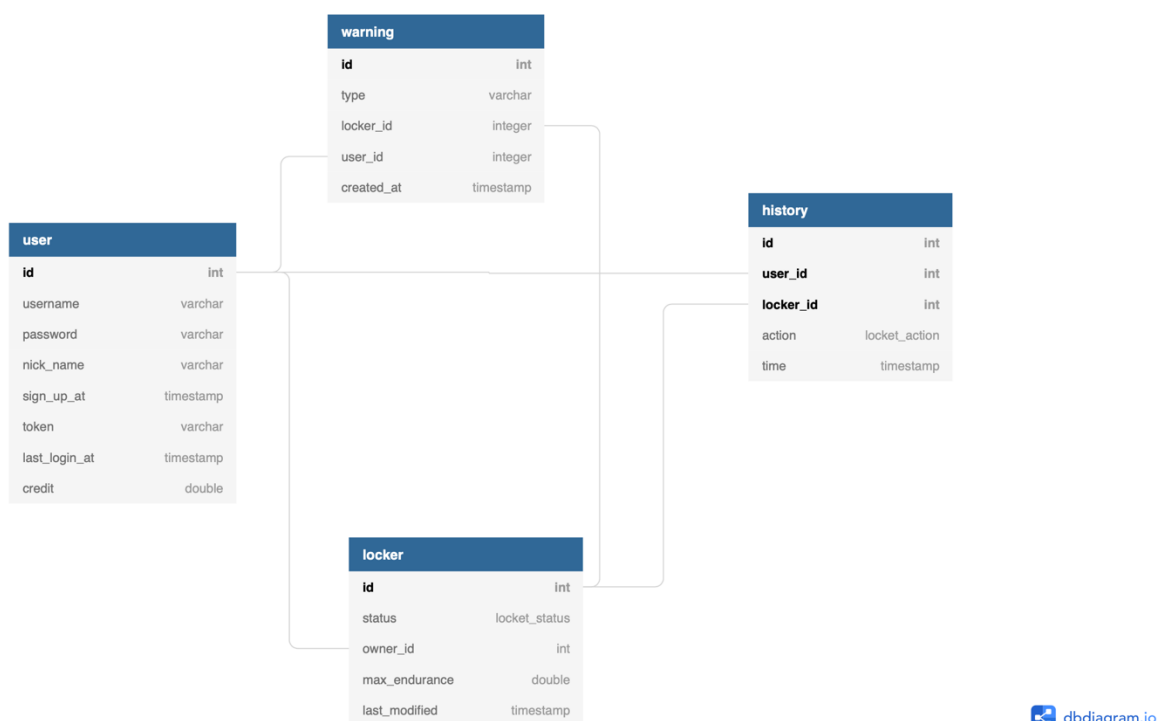 warning
id int
type varchar
locker_id integer
user_id integer
created_at timestamp
history
id int
user_id int
locker_id int
action locket_action
time timestamp
user
id int
username varchar
password varchar
nick_name varchar
sign_up_at timestamp
token varchar
last_login_at timestamp
credit double
locker
id int
status locket_status
owner_id int
max_endurance double
last_modified timestamp
dbdiagram.io